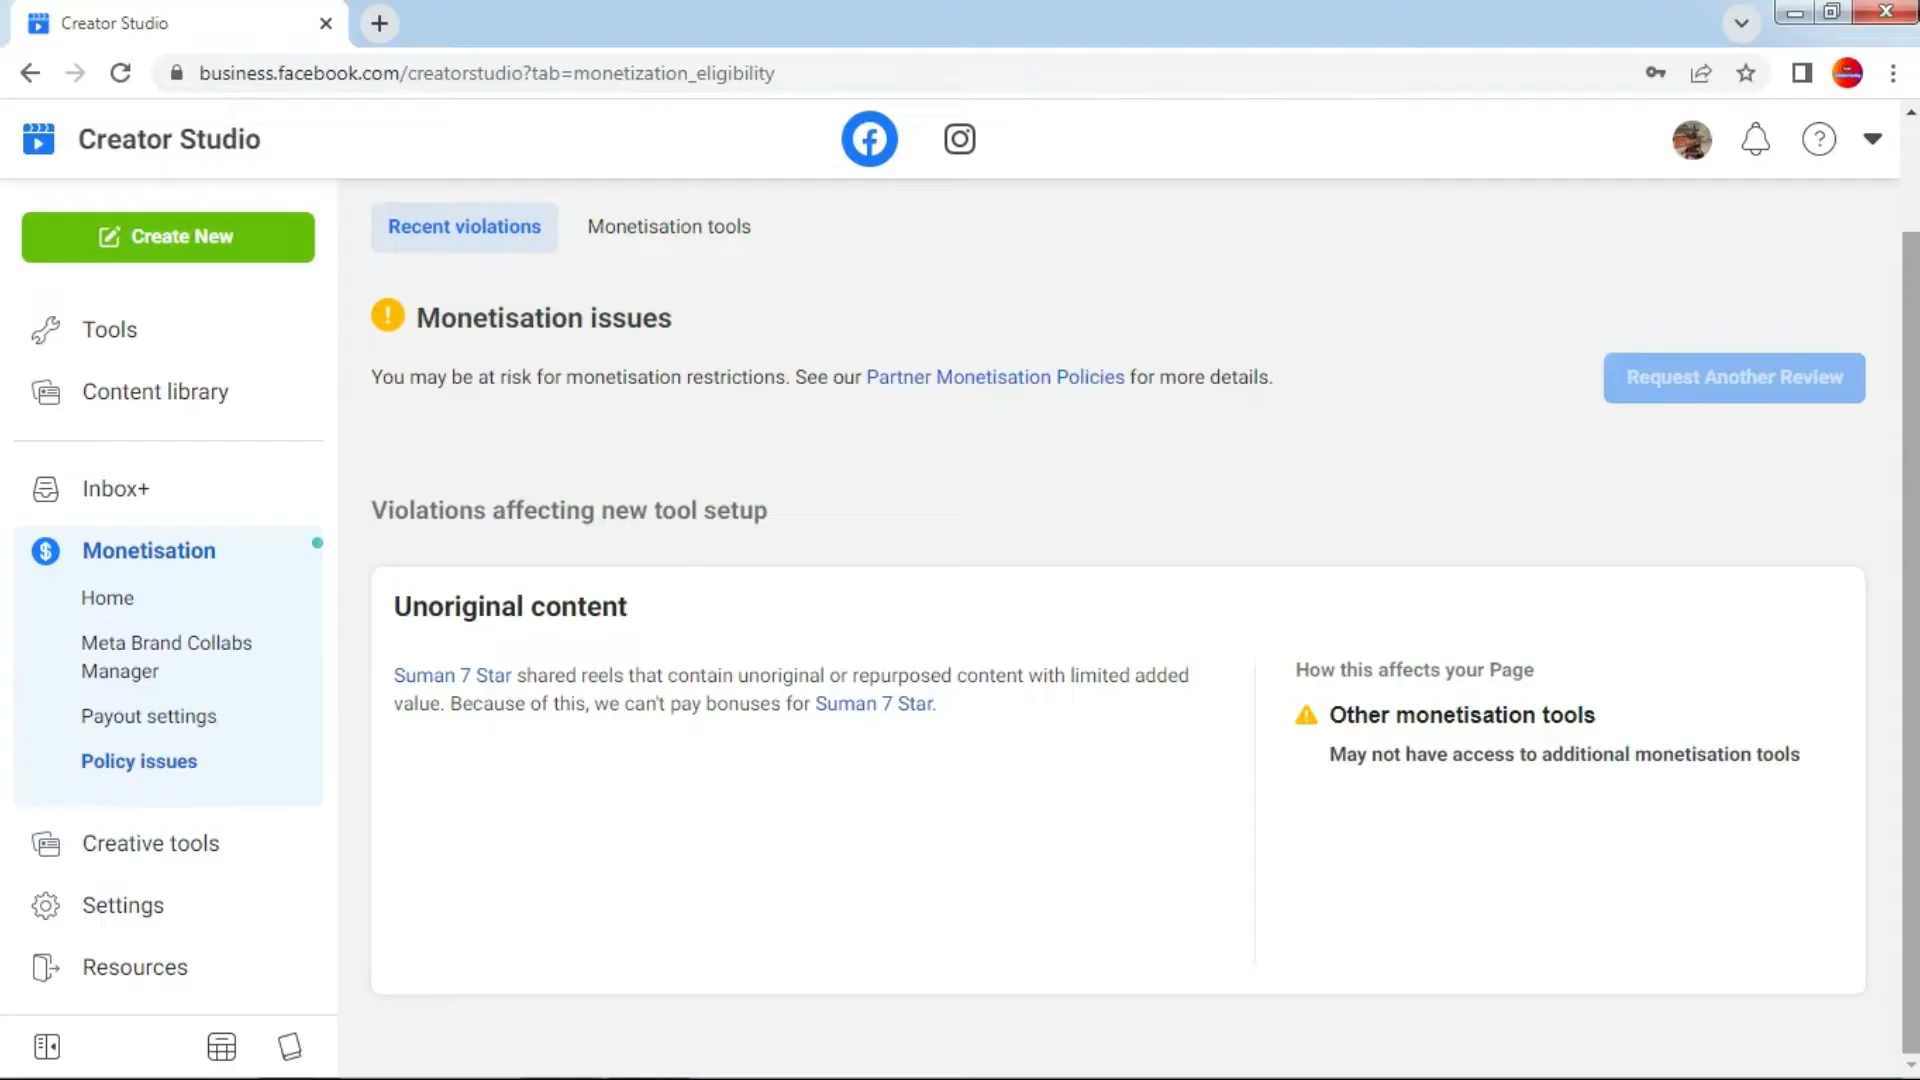 Creator Studio
business.facebook.com/creatorstudio?tab=monetization_eligibility
Creator Studio
Create New
Tools
Content library
Inbox+
Monetisation
Home
Meta Brand Collabs
Manager
Payout settings
Policy issues
Creative tools
Settings
Resources
Recent violations
Monetisation tools
Monetisation issues
You may be at risk for monetisation restrictions. See our Partner Monetisation Policies for more details.
Request Another Review
Violations affecting new tool setup
Unoriginal content
Suman 7 Star shared reels that contain unoriginal or repurposed content with limited added
value. Because of this, we can't pay bonuses for Suman 7 Star.
How this affects your Page
Other monetisation tools
May not have access to additional monetisation tools